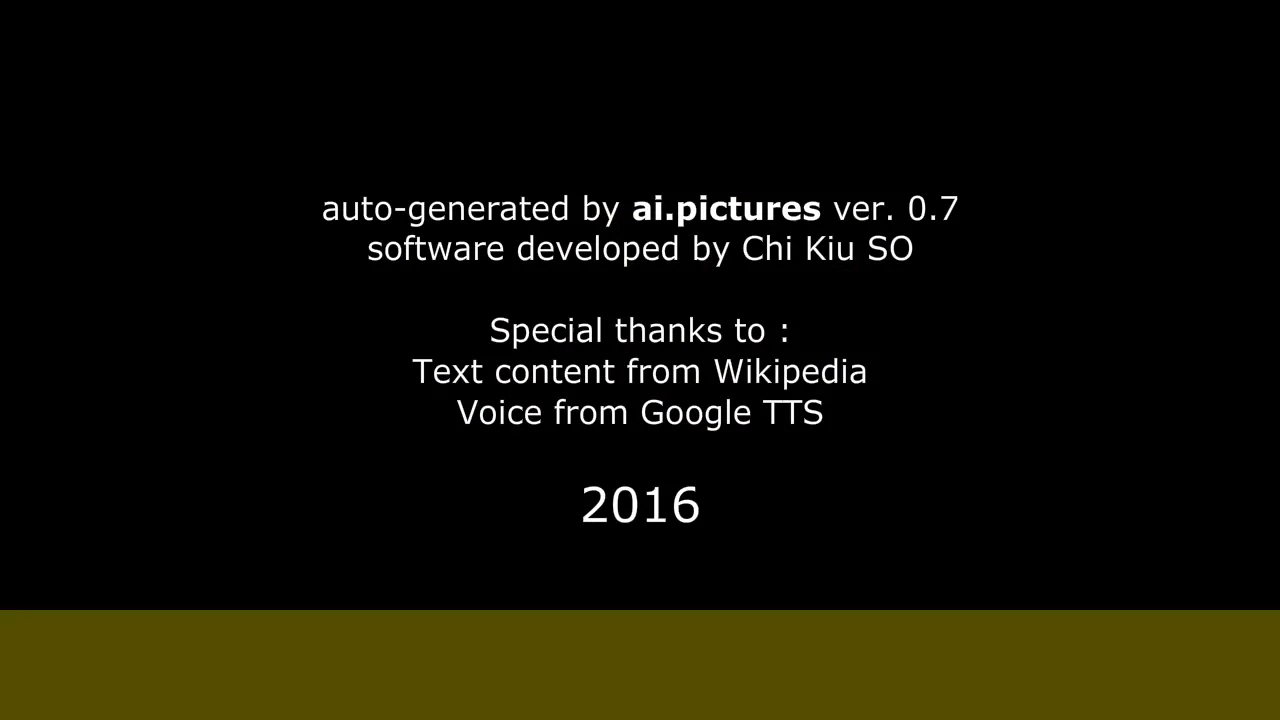 auto-generated by ai.pictures ver. 0.7
software developed by Chi Kiu SO
Special thanks to :
Text content from Wikipedia
Voice from Google TTS
2016